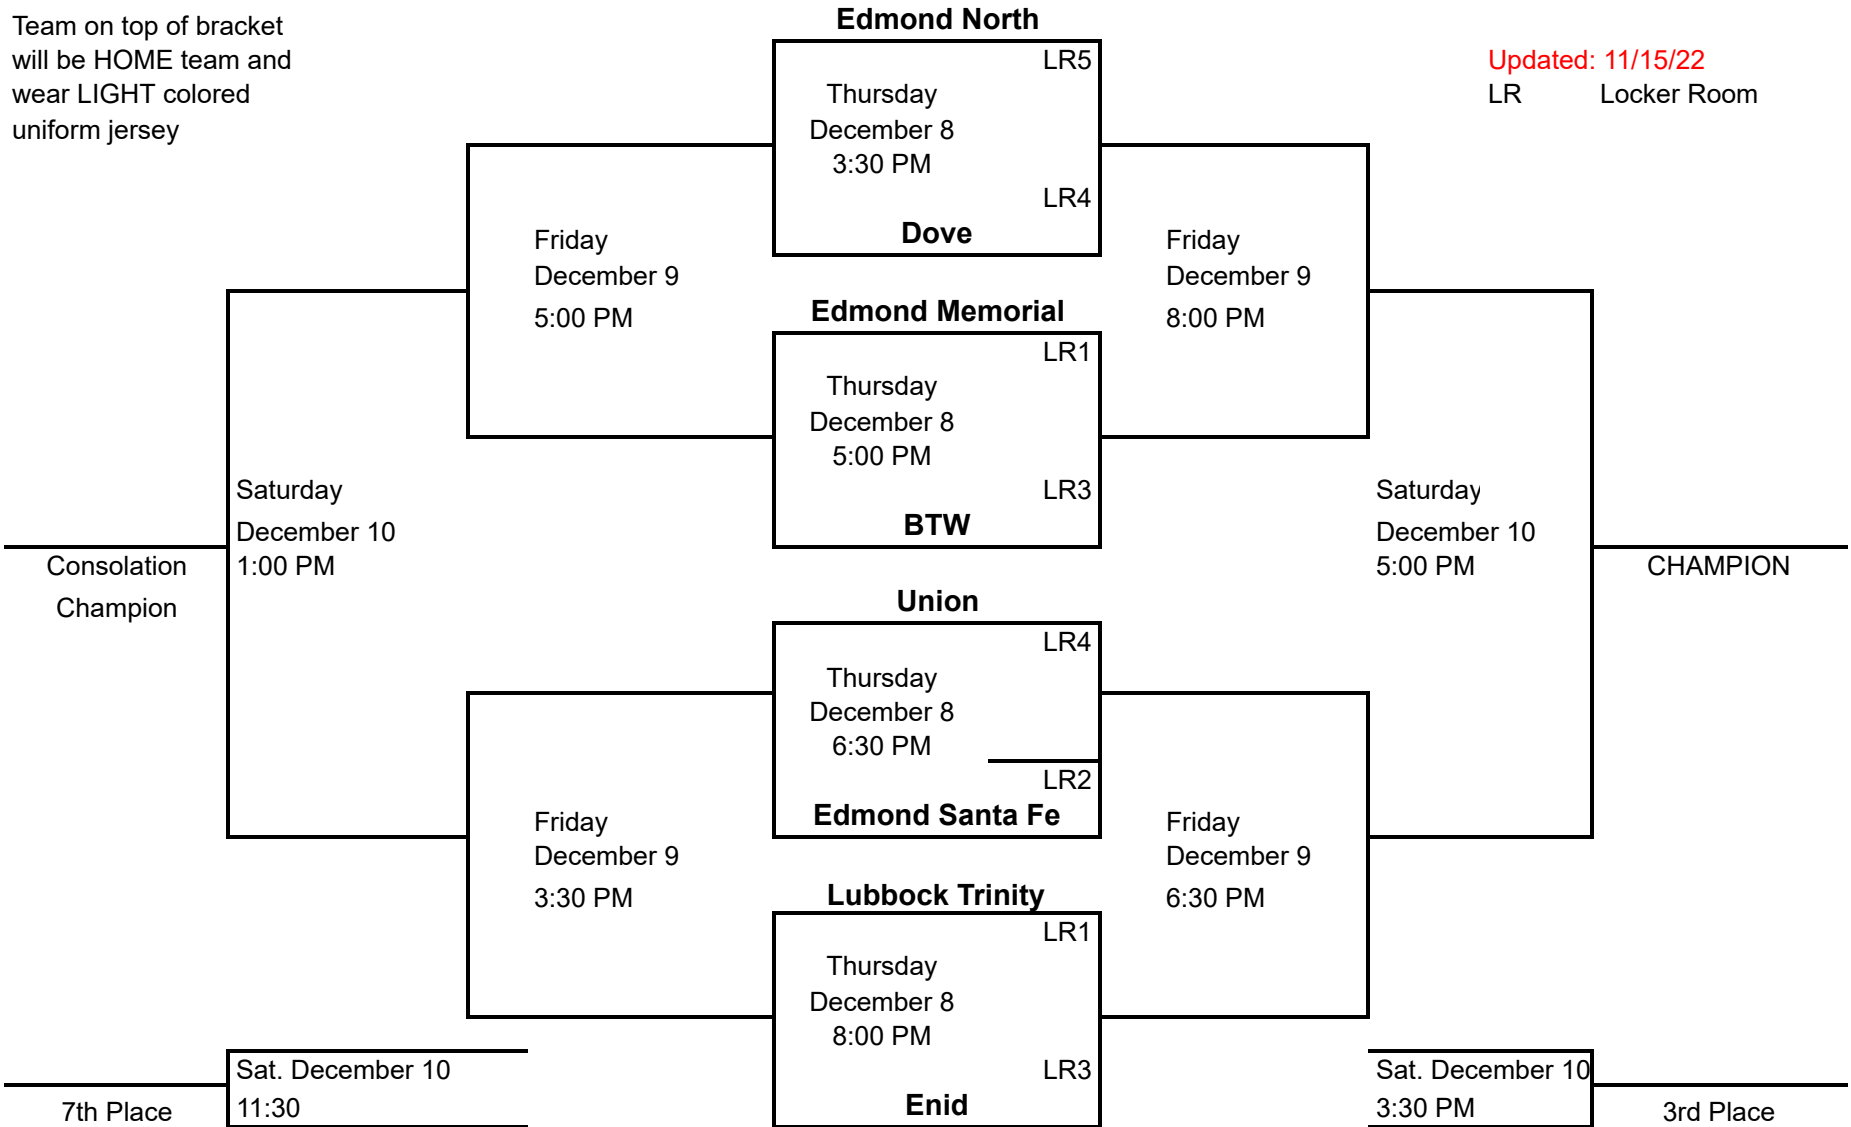 Team on top of bracket
will be HOME team and
wear LIGHT colored
uniform jersey
Updated: 11/15/22
LR Locker Room
Edmond North
LR5
Thursday
December 8
3:30 PM
LR4
Dove
Friday
December 9
5:00 PM
Friday
December 9
8:00 PM
Edmond Memorial
LR1
Thursday
December 8
5:00 PM
LR3
BTW
Saturday
December 10
1:00 PM
Consolation
Champion
Saturday
December 10
5:00 PM
CHAMPION
Union
LR4
Thursday
December 8
6:30 PM
LR2
Edmond Santa Fe
Friday
December 9
3:30 PM
Friday
December 9
6:30 PM
Lubbock Trinity
LR1
Thursday
December 8
8:00 PM
LR3
Enid
Sat. December 10
11:30
7th Place
Sat. December 10
3:30 PM
3rd Place